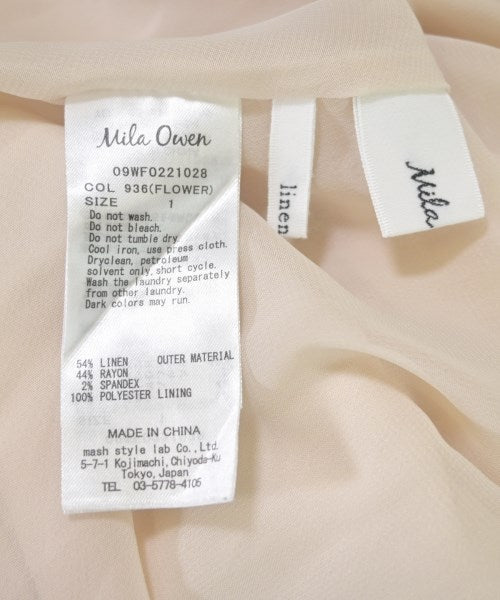 Mila Owen
09WF0221028
COL 936(FLOWER)
SIZE 1
Do not wash.
Do not bleach.
Do not tumble dry.
Cool iron, use press cloth.
Dryclean, petroleum
solvent only, short cycle.
Wash the laundry separately
from other laundry.
Dark colors may run.
54% LINEN OUTER MATERIAL
44% RAYON
2% SPANDEX
100% POLYESTER LINING
MADE IN CHINA
mash style lab Co., Ltd.
5-7-1 Kojimachi, Chiyoda-Ku
Tokyo, Japan
TEL 03-5778-4105
linen
Mila